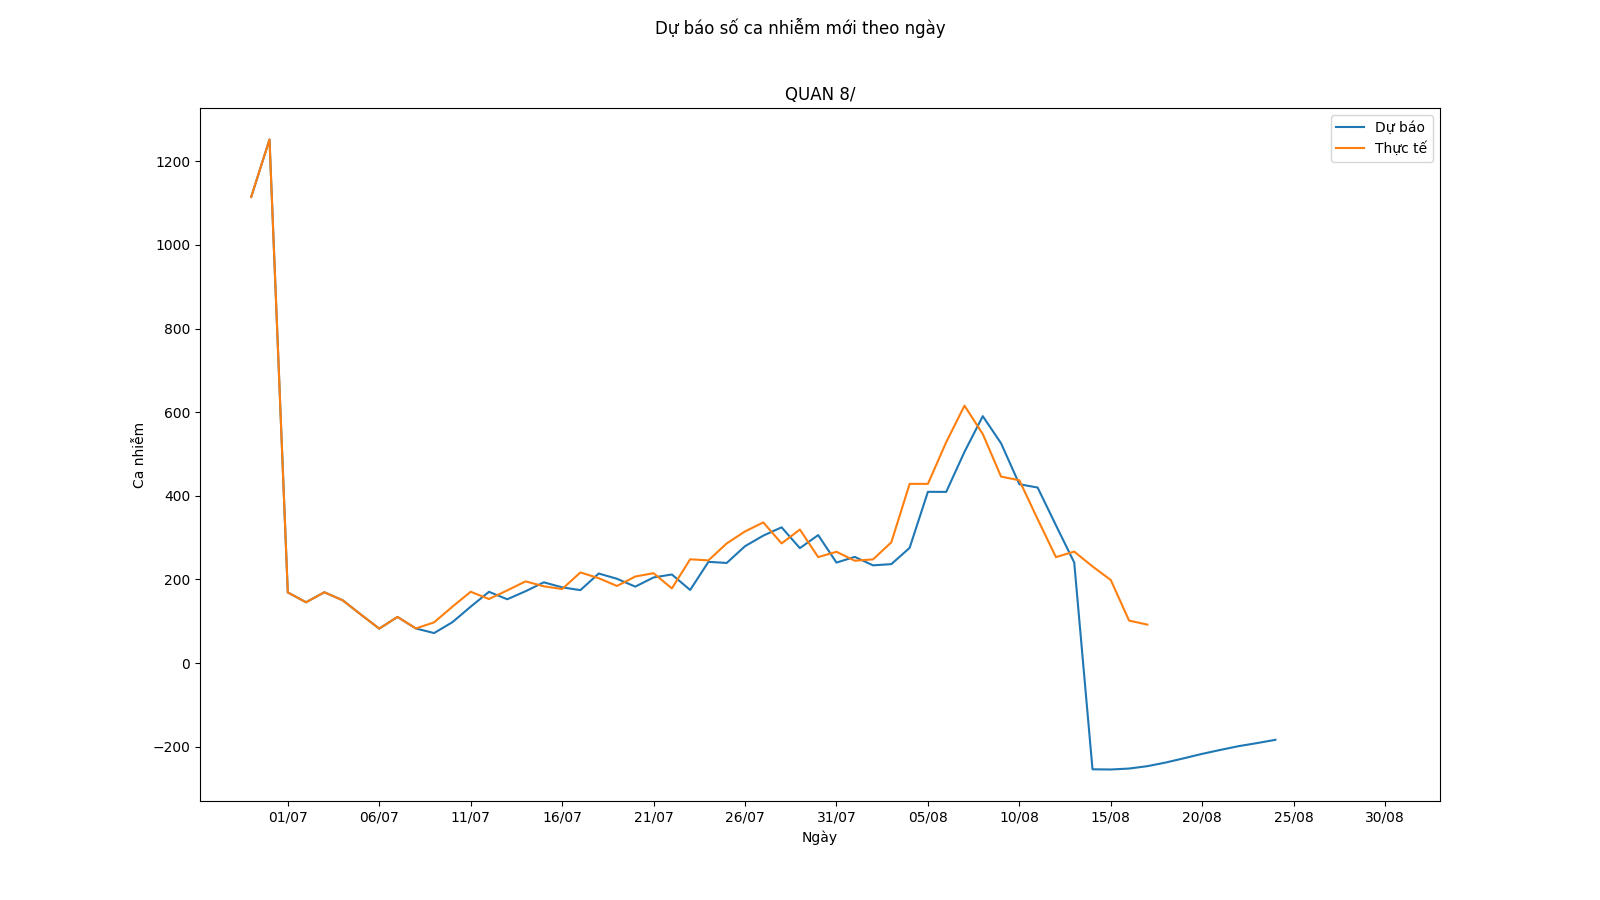 Dự báo số ca nhiễm mới theo ngày
QUAN 8/
Dự báo
Thực tế
Ca nhiễm
1200
1000
800
600
400
200
0
−200
01/07 06/07 11/07 16/07 21/07 26/07 31/07 05/08 10/08 15/08 20/08 25/08 30/08
Ngày